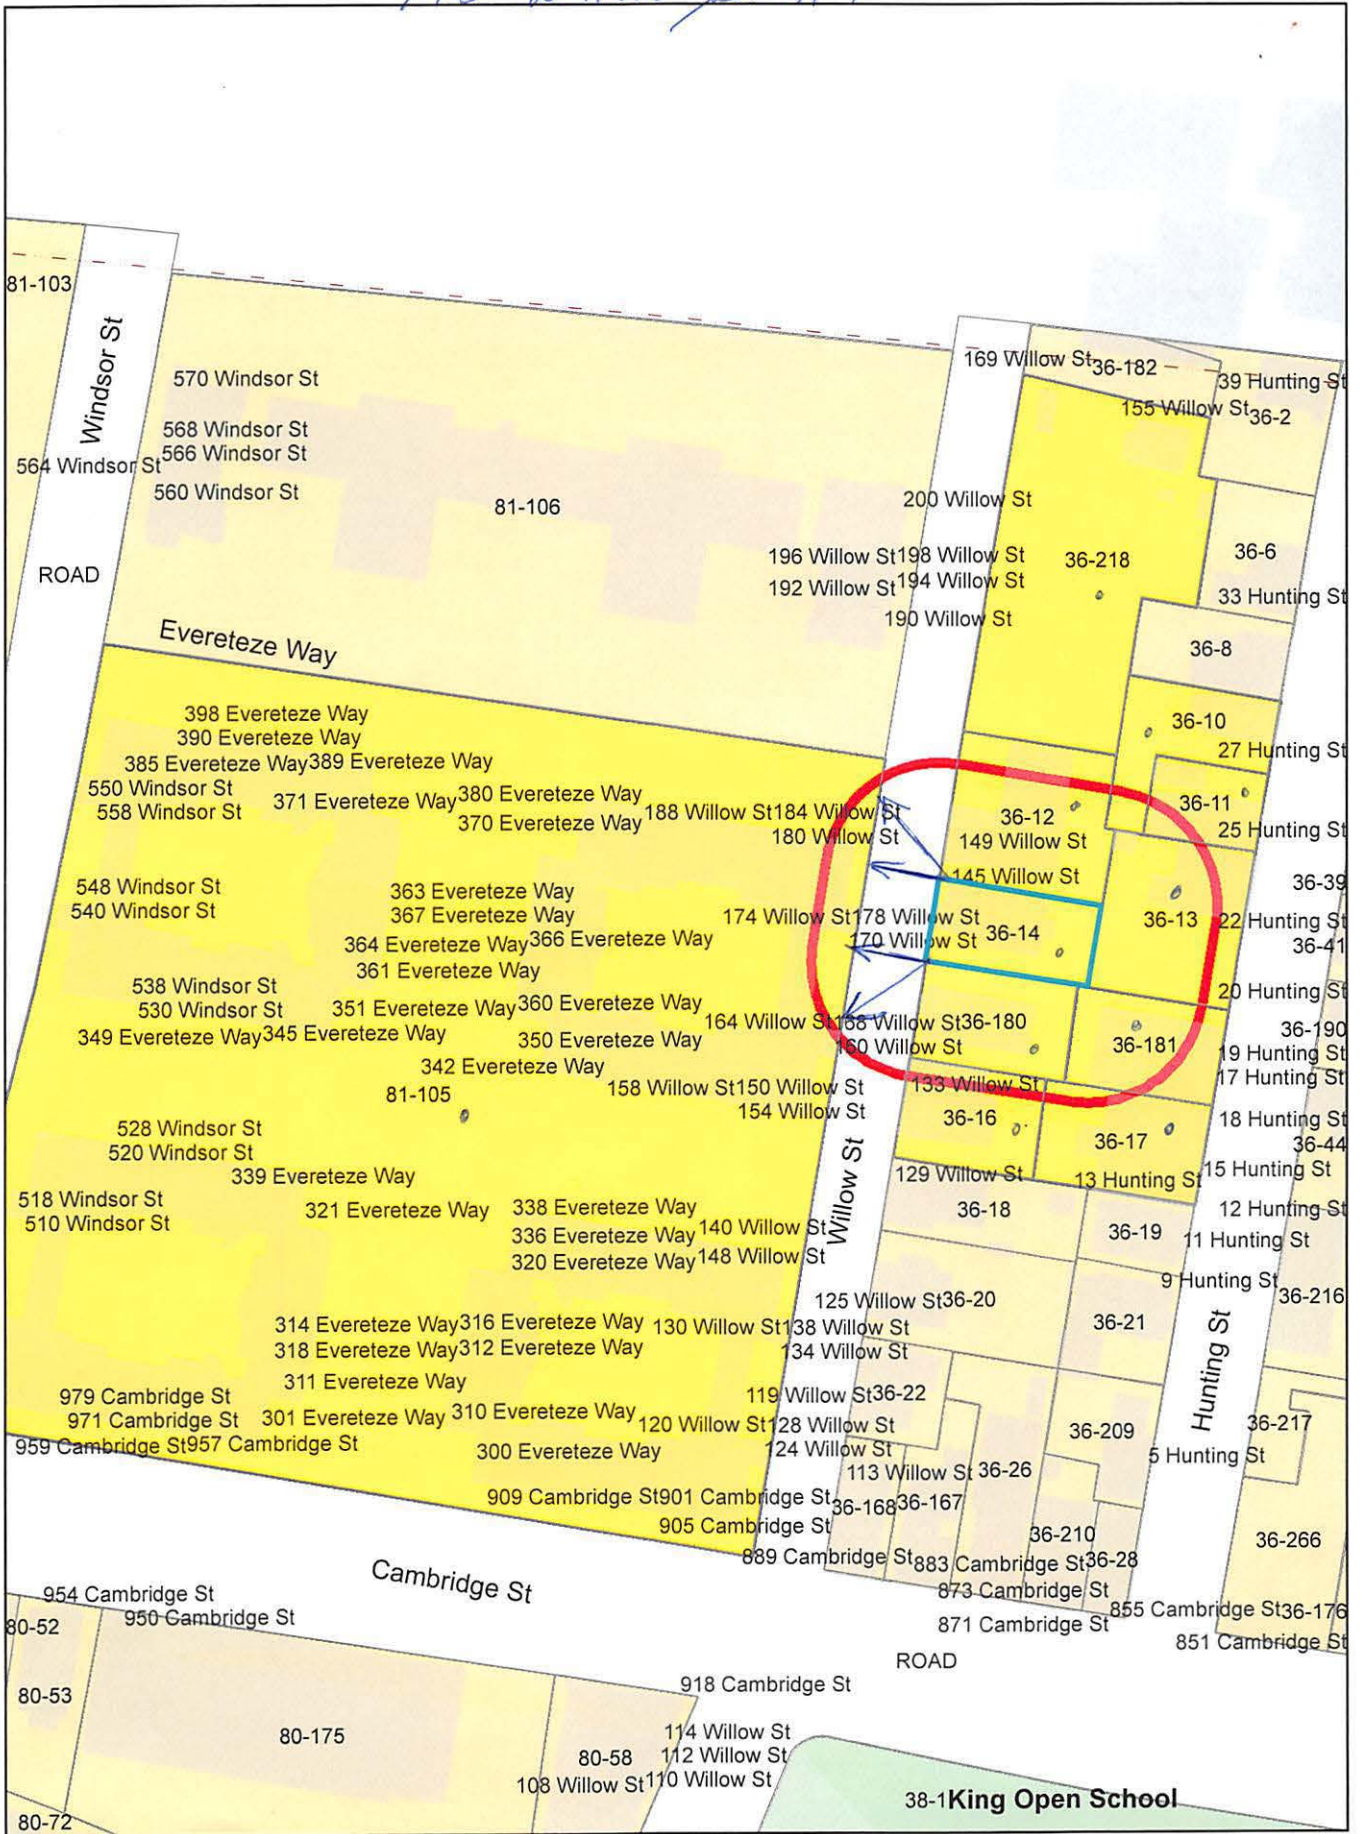 81-103
Windsor St
570 Windsor St
568 Windsor St
566 Windsor St
564 Windsor St
560 Windsor St
81-106
ROAD
Evereteze Way
169 Willow St
36-182
39 Hunting St
155 Willow St
36-2
200 Willow St
196 Willow St
198 Willow St
192 Willow St
194 Willow St
190 Willow St
36-218
36-6
33 Hunting St
36-8
36-10
27 Hunting St
398 Evereteze Way
390 Evereteze Way
385 Evereteze Way
389 Evereteze Way
550 Windsor St
558 Windsor St
371 Evereteze Way
380 Evereteze Way
370 Evereteze Way
188 Willow St
184 Willow St
180 Willow St
36-12
149 Willow St
36-11
25 Hunting St
145 Willow St
548 Windsor St
540 Windsor St
363 Evereteze Way
367 Evereteze Way
364 Evereteze Way
366 Evereteze Way
361 Evereteze Way
174 Willow St
178 Willow St
170 Willow St
36-14
36-13
36-39
22 Hunting St
36-41
20 Hunting St
538 Windsor St
530 Windsor St
351 Evereteze Way
360 Evereteze Way
349 Evereteze Way
345 Evereteze Way
350 Evereteze Way
342 Evereteze Way
164 Willow St
168 Willow St
36-180
160 Willow St
36-181
36-190
19 Hunting St
17 Hunting St
81-105
158 Willow St
150 Willow St
154 Willow St
133 Willow St
36-16
36-17
18 Hunting St
36-44
528 Windsor St
520 Windsor St
339 Evereteze Way
518 Windsor St
510 Windsor St
321 Evereteze Way
338 Evereteze Way
336 Evereteze Way
320 Evereteze Way
140 Willow St
148 Willow St
Willow St
129 Willow St
13 Hunting St
15 Hunting St
36-18
36-19
12 Hunting St
11 Hunting St
9 Hunting St
36-216
125 Willow St
36-20
36-21
Hunting St
314 Evereteze Way
316 Evereteze Way
318 Evereteze Way
312 Evereteze Way
311 Evereteze Way
130 Willow St
138 Willow St
134 Willow St
979 Cambridge St
971 Cambridge St
959 Cambridge St
957 Cambridge St
301 Evereteze Way
310 Evereteze Way
300 Evereteze Way
119 Willow St
36-22
120 Willow St
128 Willow St
124 Willow St
113 Willow St
36-26
36-209
36-217
5 Hunting St
909 Cambridge St
901 Cambridge St
905 Cambridge St
36-168
36-167
36-210
36-28
36-266
889 Cambridge St
883 Cambridge St
873 Cambridge St
871 Cambridge St
855 Cambridge St
36-176
851 Cambridge St
Cambridge St
ROAD
954 Cambridge St
950 Cambridge St
80-52
80-53
80-175
80-58
918 Cambridge St
114 Willow St
112 Willow St
110 Willow St
108 Willow St
80-72
38-1
King Open School